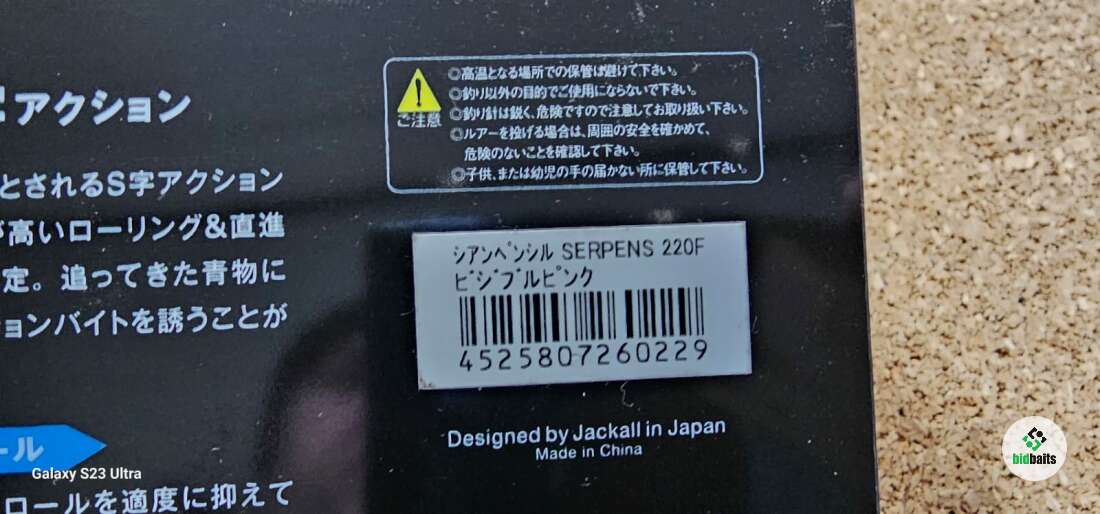 アクション
とされるS字アクション
高いローリング&直進
定。追ってきた青物に
ョンバイトを誘うことが
ール
ロールを適度に抑えて
ご注意
◎高温となる場所での保管は避けて下さい。
◎釣り以外の目的でご使用にならないで下さい。
◎釣り針は鋭く、危険ですので注意してお取り扱い下さい。
◎ルアーを投げる場合は、周囲の安全を確かめて、
危険のないことを確認して下さい。
◎子供、または幼児の手の届かない所に保管して下さい。
シアンペンシル SERPENS 220F
ビジブルピンク
4525807260229
Designed by Jackall in Japan
Made in China
Galaxy S23 Ultra
bidbaits